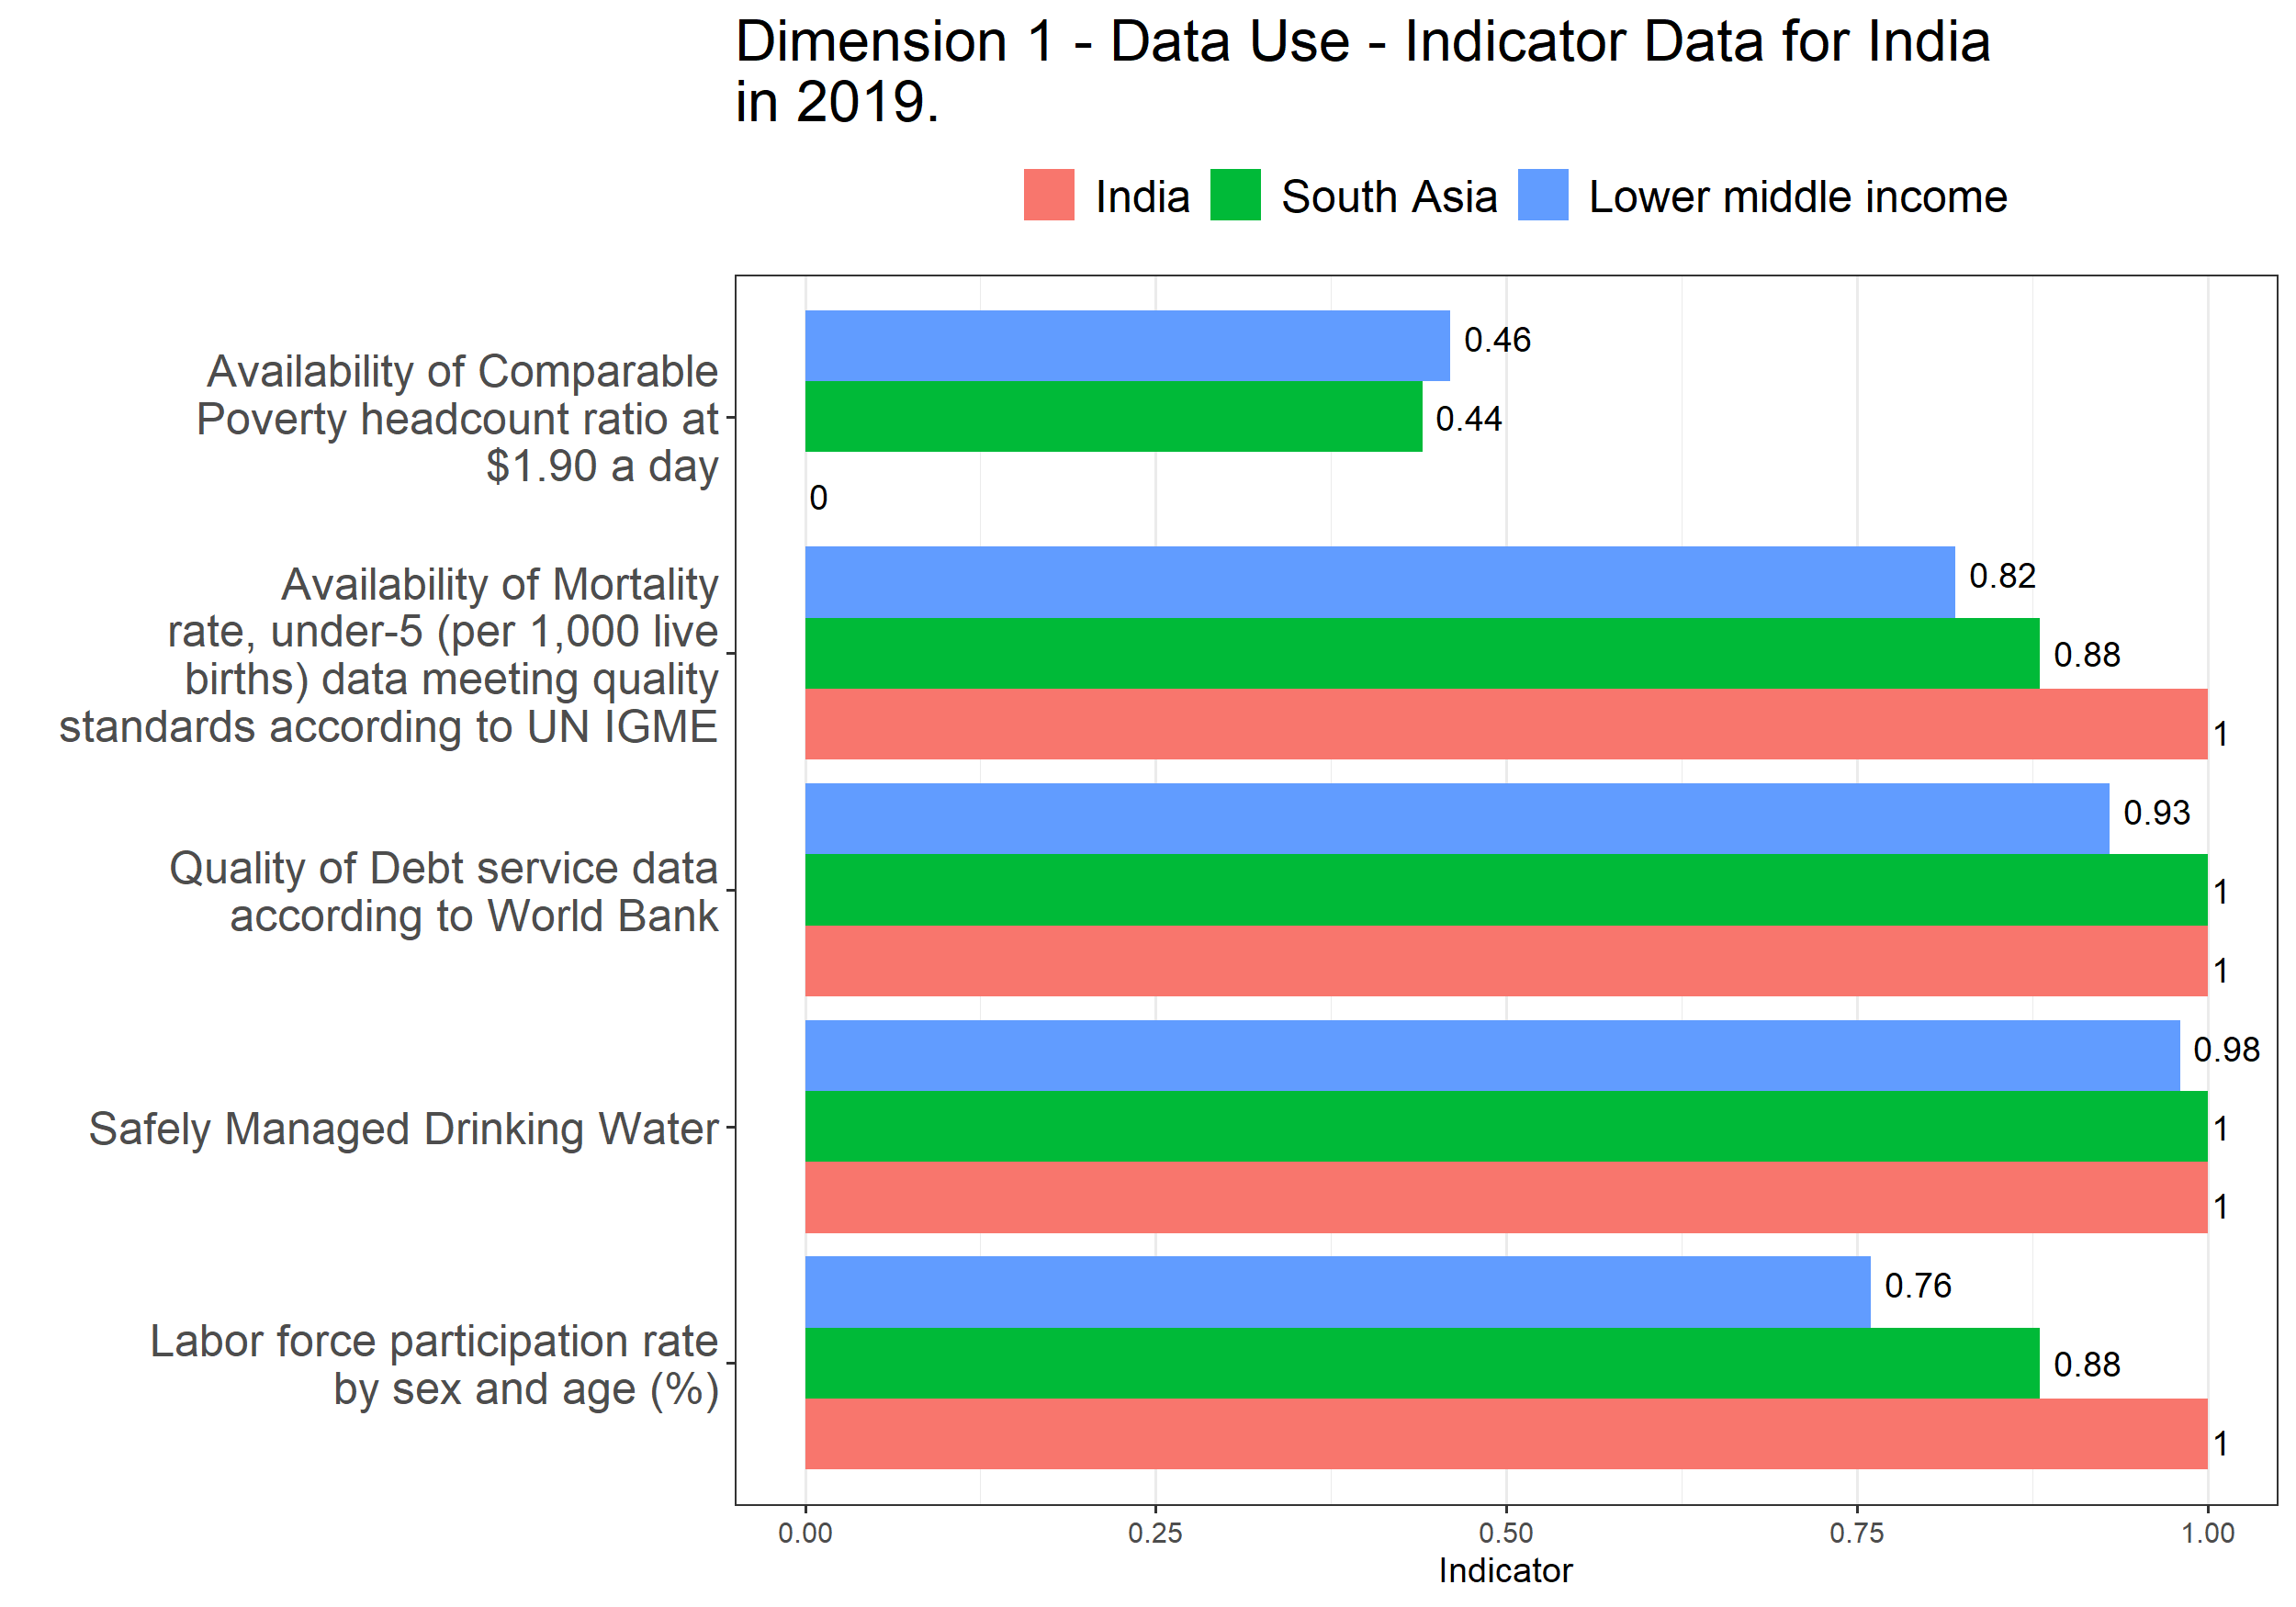 Dimension 1 - Data Use - Indicator Data for India
in 2019.
India
South Asia
Lower middle income
Availability of Comparable
Poverty headcount ratio at
$1.90 a day
0.46
0.44
0
Availability of Mortality
rate, under-5 (per 1,000 live
births) data meeting quality
standards according to UN IGME
0.82
0.88
1
Quality of Debt service data
according to World Bank
0.93
1
1
Safely Managed Drinking Water
0.98
1
1
Labor force participation rate
by sex and age (%)
0.76
0.88
1
0.00
0.25
0.50
0.75
1.00
Indicator